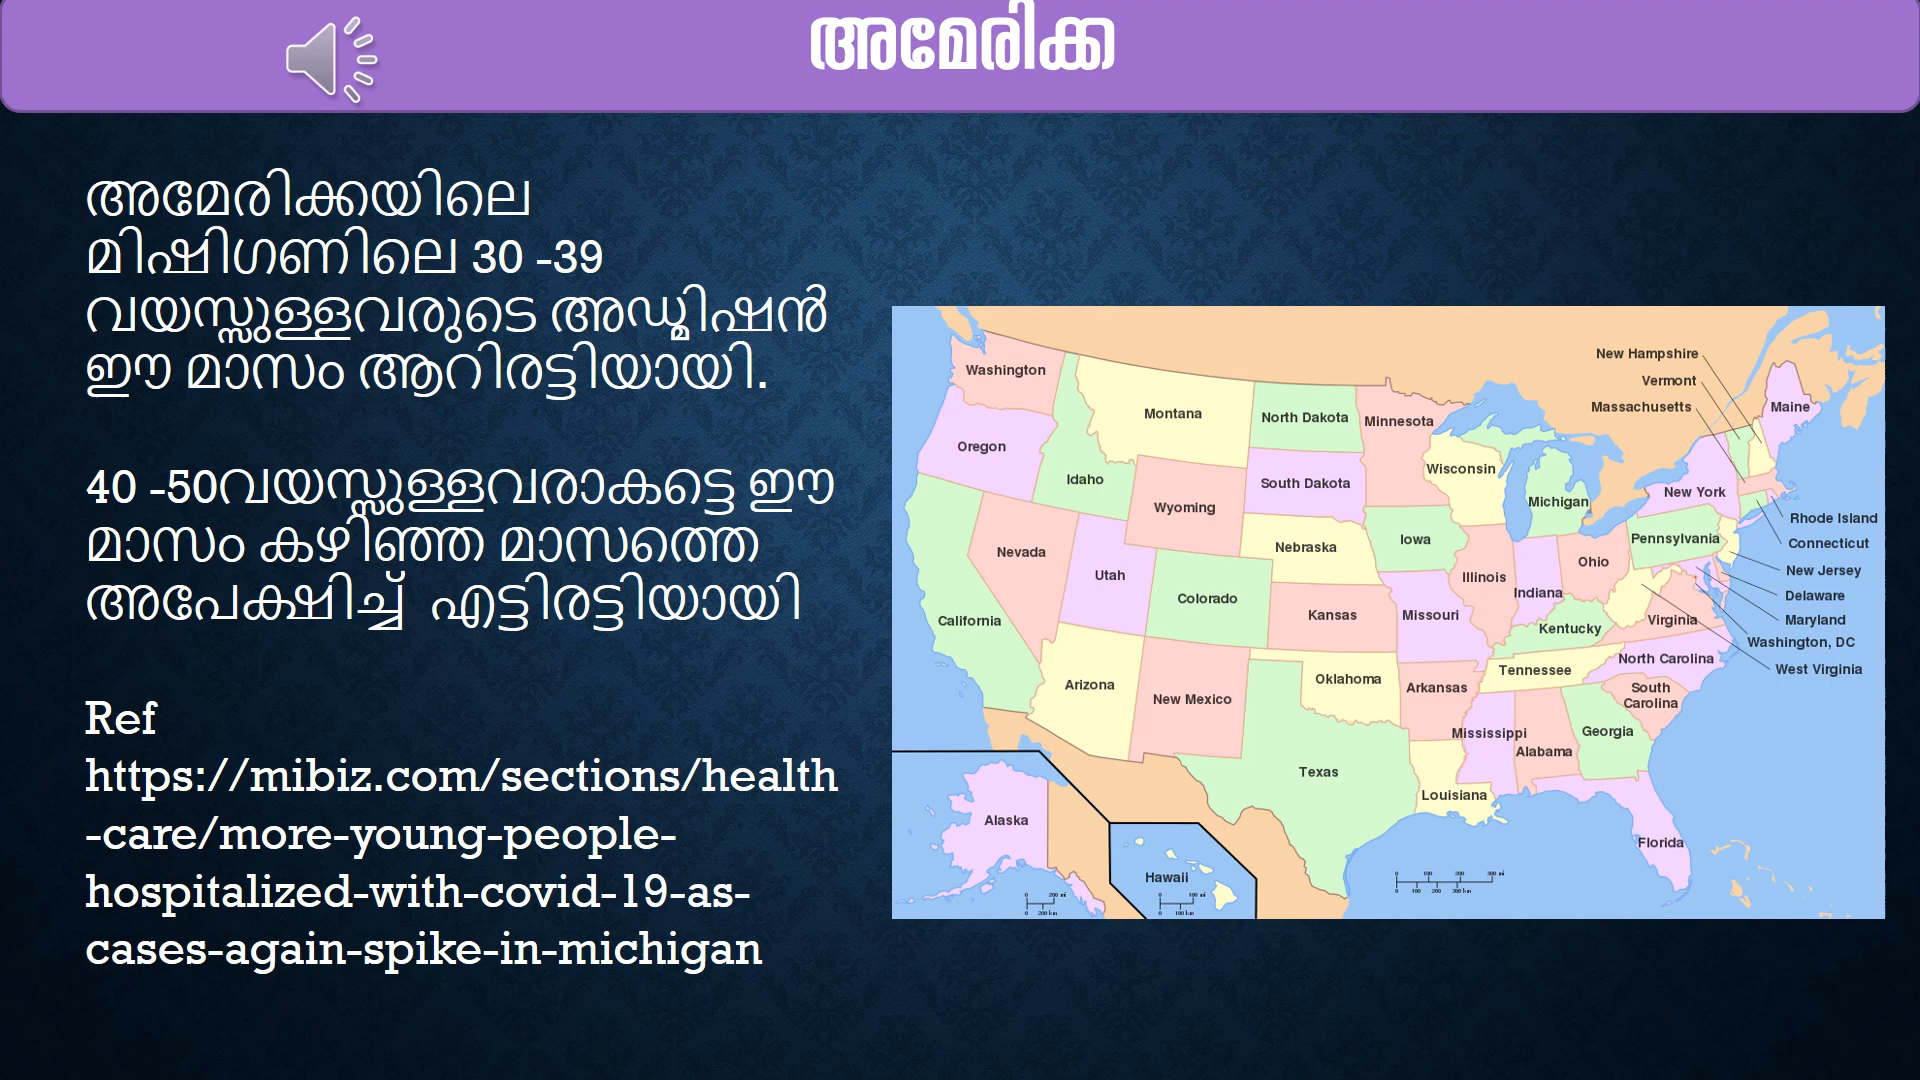 അമേരിക്ക
അമേരിക്കയിലെ
മിഷിഗണിലെ 30 -39
വയസ്സുള്ളവരുടെ അഡ്മിഷൻ
ഈ മാസം ആറിരട്ടിയായി.
40 -50വയസ്സുള്ളവരാകട്ടെ ഈ
മാസം കഴിഞ്ഞ മാസത്തെ
അപേക്ഷിച്ച്  എട്ടിരട്ടിയായി
Ref
https://mibiz.com/sections/health
-care/more-young-people-
hospitalized-with-covid-19-as-
cases-again-spike-in-michigan
New Hampshire
Vermont
Massachusetts
Washington
Montana
North Dakota
Minnesota
Maine
Oregon
Idaho
Wisconsin
South Dakota
Wyoming
Michigan
New York
Rhode Island
Connecticut
Nevada
Nebraska
Iowa
Pennsylvania
Utah
Colorado
Illinois
Indiana
Ohio
New Jersey
Delaware
California
Kansas
Missouri
Kentucky
Virginia
Maryland
Washington, DC
West Virginia
Arizona
New Mexico
Oklahoma
Arkansas
Tennessee
North Carolina
South
Carolina
Mississippi
Alabama
Georgia
Texas
Louisiana
Florida
Alaska
Hawaii